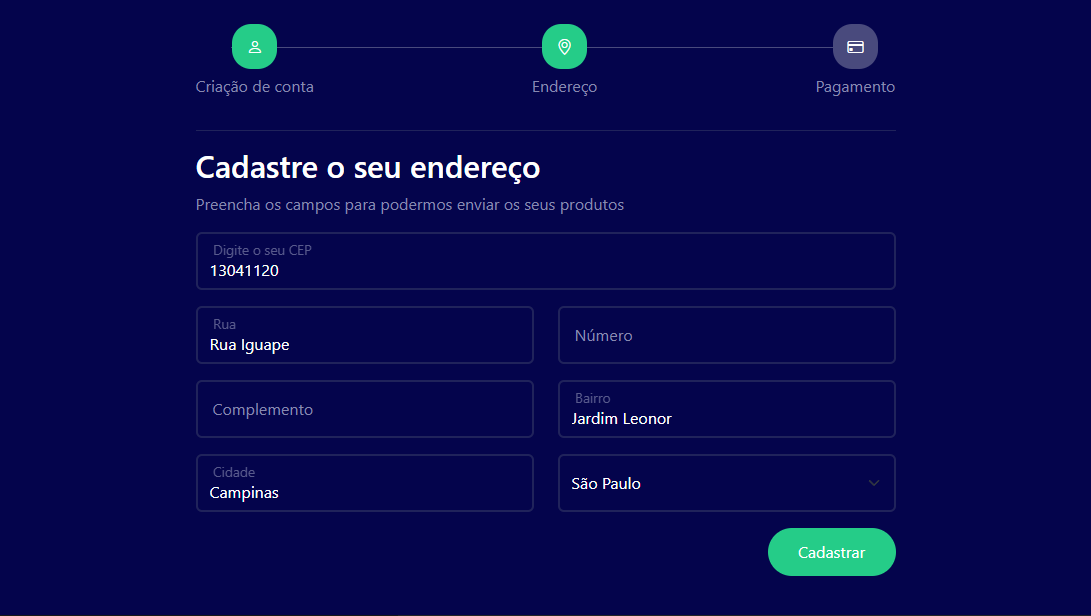 Criação de conta
Endereço
Pagamento
Cadastre o seu endereço
Preencha os campos para podermos enviar os seus produtos
Digite o seu CEP
13041120
Rua
Rua Iguape
Número
Complemento
Bairro
Jardim Leonor
Cidade
Campinas
São Paulo
Cadastrar